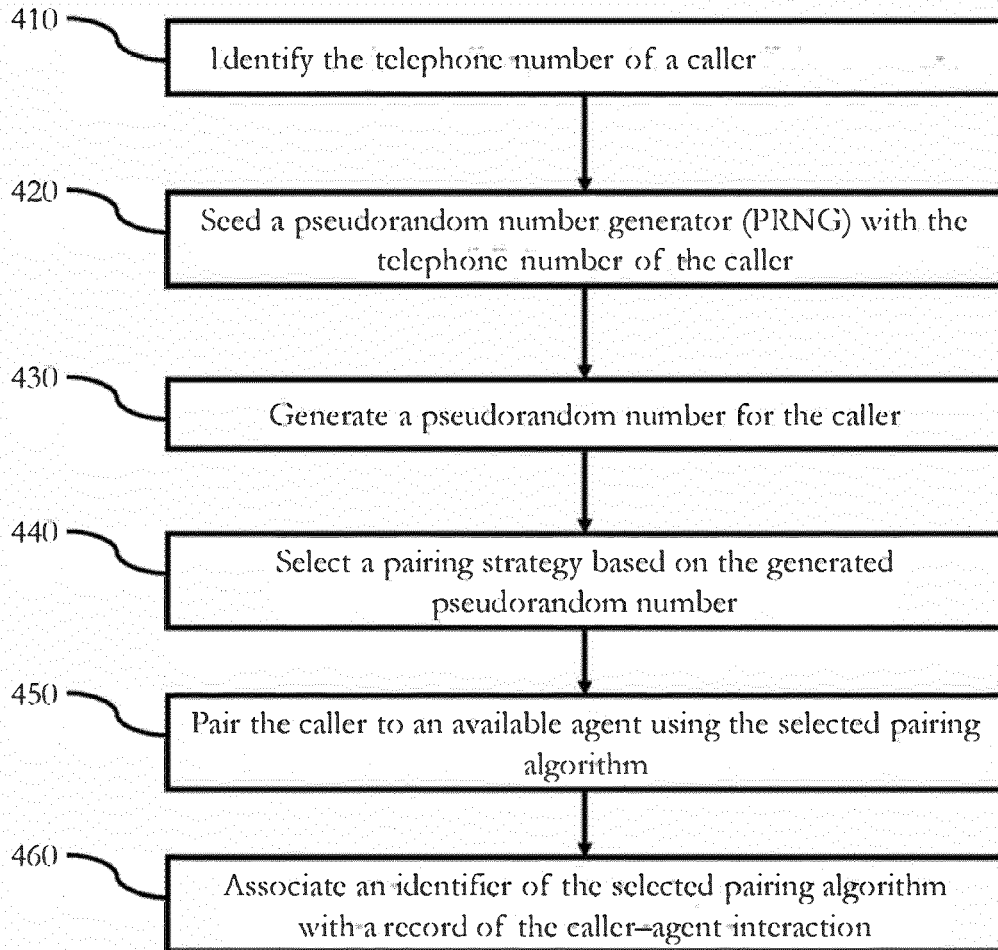 410
Identify the telephone number of a caller
420
Seed a pseudorandom number generator (PRNG) with the
telephone number of the caller
430
Generate a pseudorandom number for the caller
440
Select a pairing strategy based on the generated
pseudorandom number
450
Pair the caller to an available agent using the selected pairing
algorithm
460
Associate an identifier of the selected pairing algorithm
with a record of the caller–agent interaction